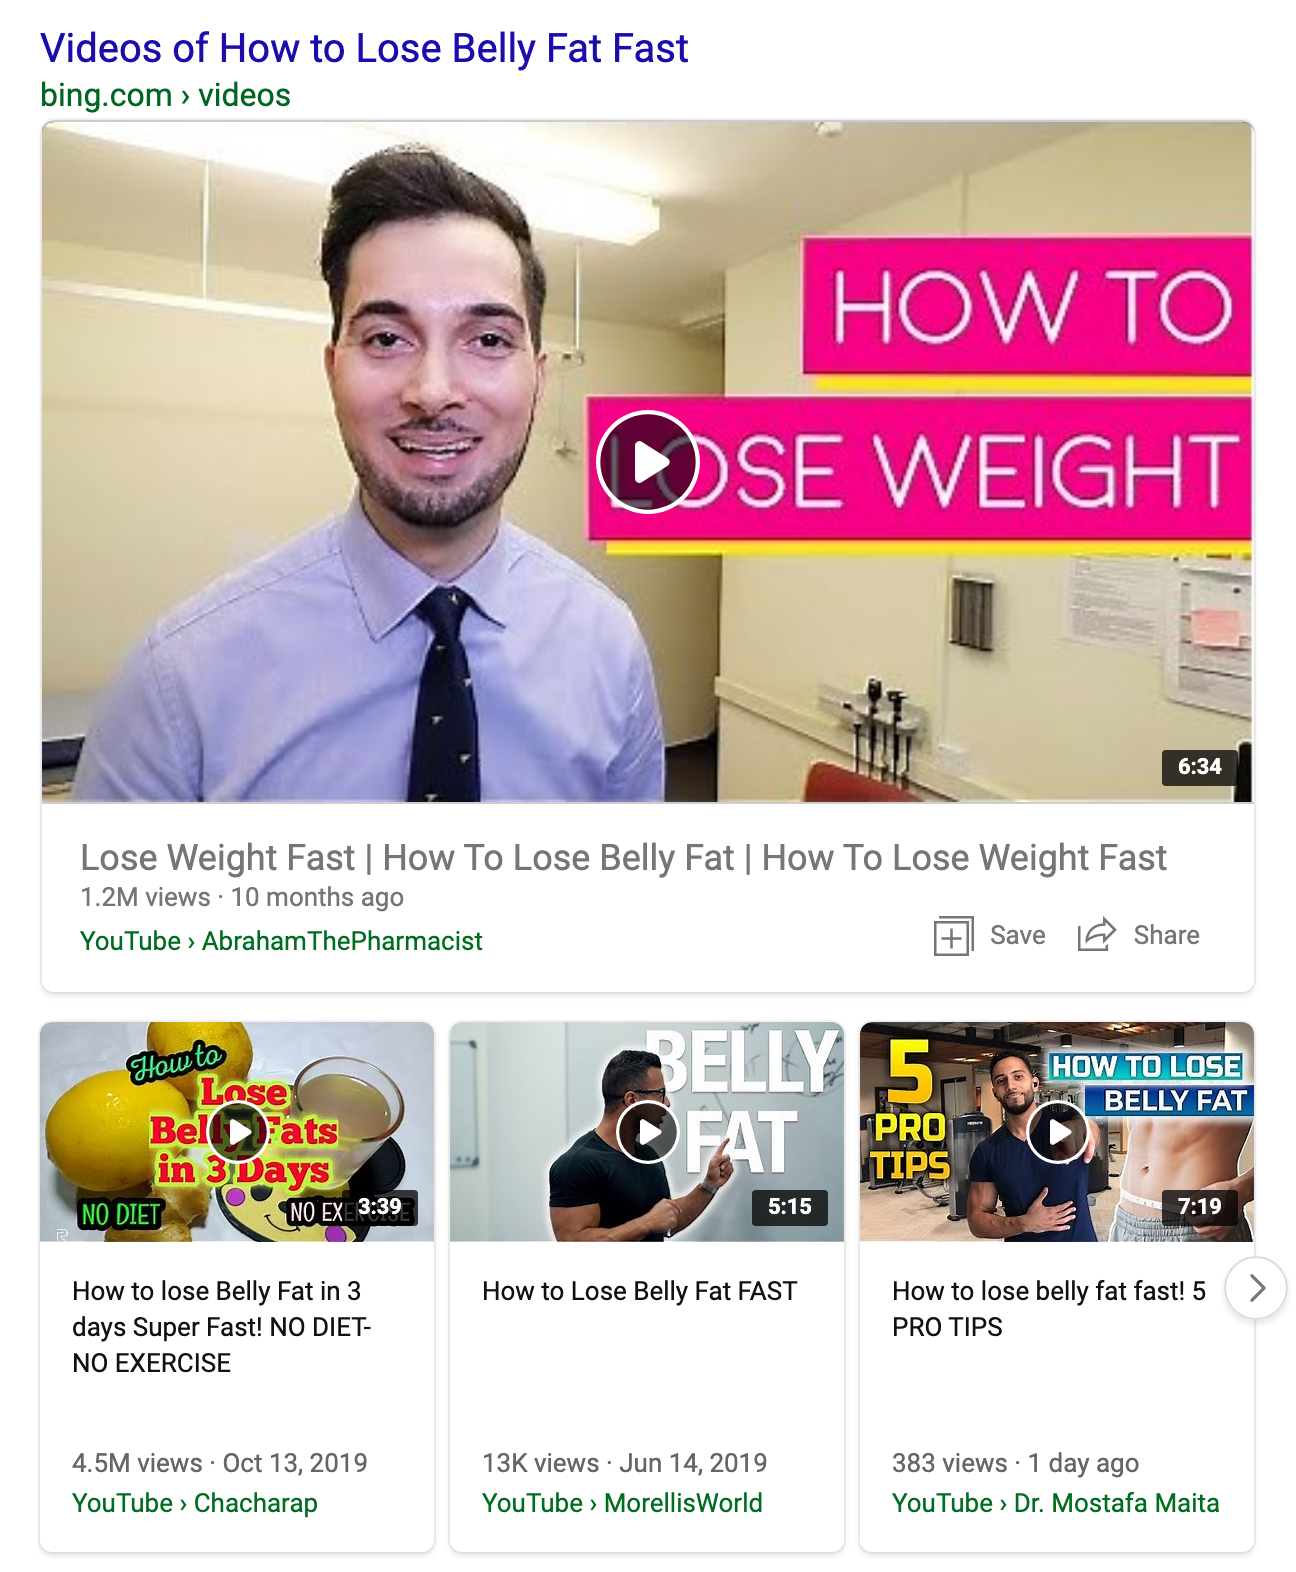 Videos of How to Lose Belly Fat Fast
bing.com › videos
HOW TO
LOSE WEIGHT
6:34
Lose Weight Fast | How To Lose Belly Fat | How To Lose Weight Fast
1.2M views · 10 months ago
YouTube › AbrahamThePharmacist
Save
Share
How to
Lose
Belly Fats
in 3 Days
NO DIET
NO EXERCISE
3:39
BELLY
FAT
5:15
5
PRO
TIPS
HOW TO LOSE
BELLY FAT
7:19
How to lose Belly Fat in 3
days Super Fast! NO DIET-
NO EXERCISE
4.5M views · Oct 13, 2019
YouTube › Chacharap
How to Lose Belly Fat FAST
13K views · Jun 14, 2019
YouTube › MorellisWorld
How to lose belly fat fast! 5
PRO TIPS
383 views · 1 day ago
YouTube › Dr. Mostafa Maita